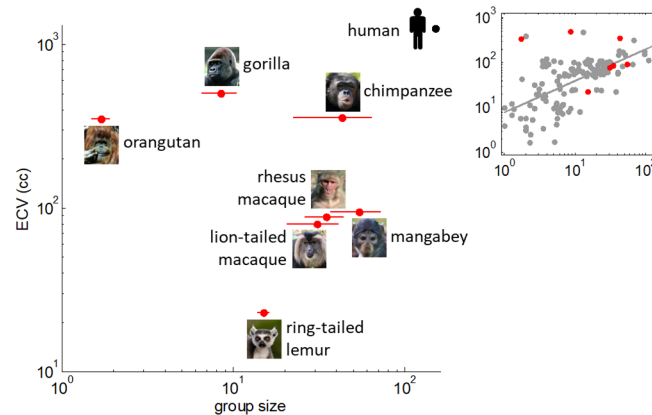 human
gorilla
chimpanzee
orangutan
rhesus
macaque
lion-tailed
macaque
mangabey
ring-tailed
lemur
ECV (cc)
10³
10²
10¹
10⁰
10¹
10²
group size
10³
10²
10¹
10⁰
10⁰
10¹
10²